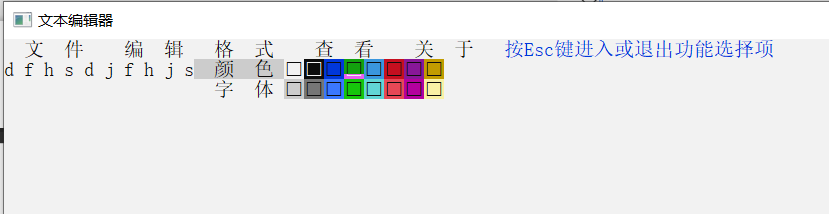 文本编辑器
文件 编辑 格式 查看 关于 按Esc键进入或退出功能选择项
dfhsdjfhjs 颜色
字体